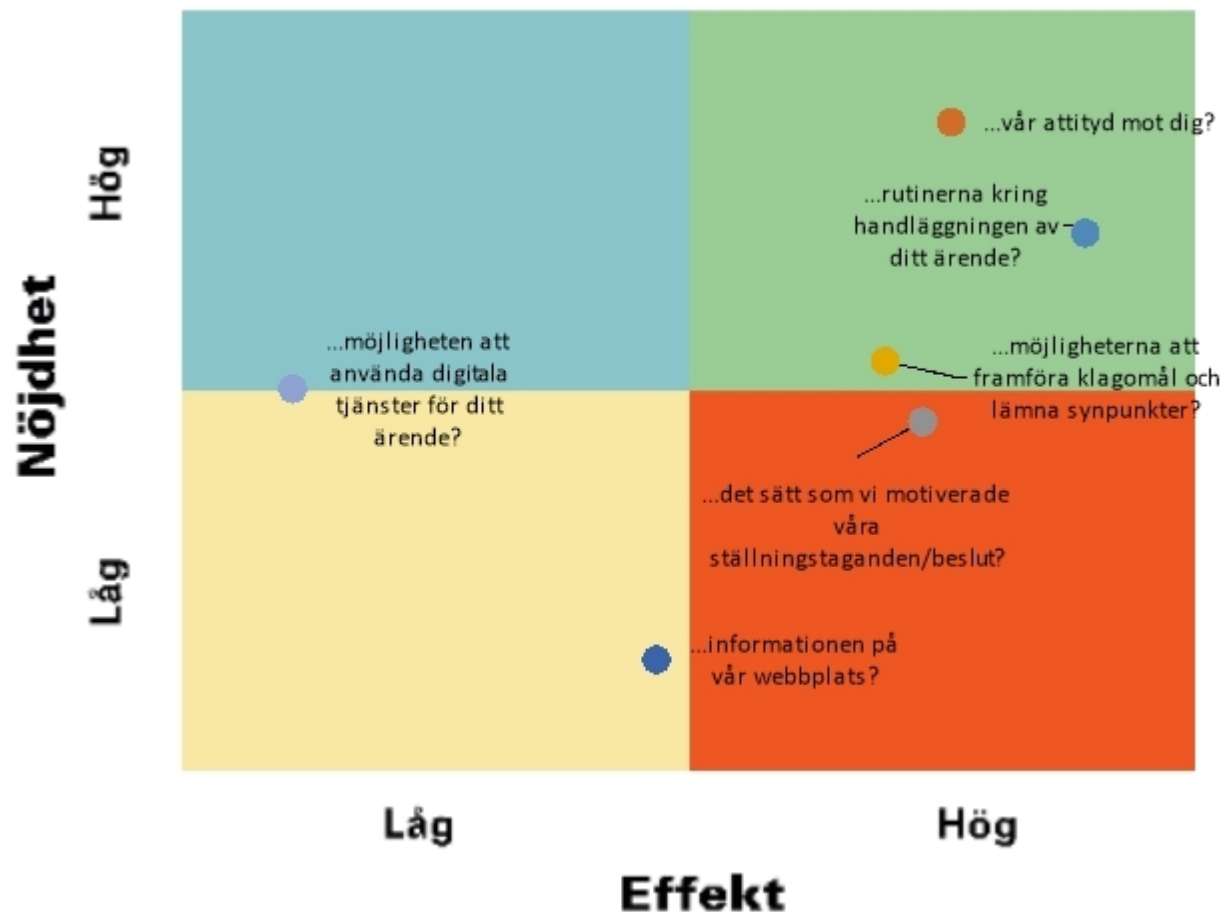 Nöjdhet
Hög
Låg
...vår attityd mot dig?
...rutinerna kring
handläggningen av
ditt ärende?
...möjligheten att
använda digitala
tjänster för ditt
ärende?
...möjligheterna att
framföra klagomål och
lämna synpunkter?
...det sätt som vi motiverade
våra
ställningstaganden/beslut?
...informationen på
vår webbplats?
Låg
Hög
Effekt